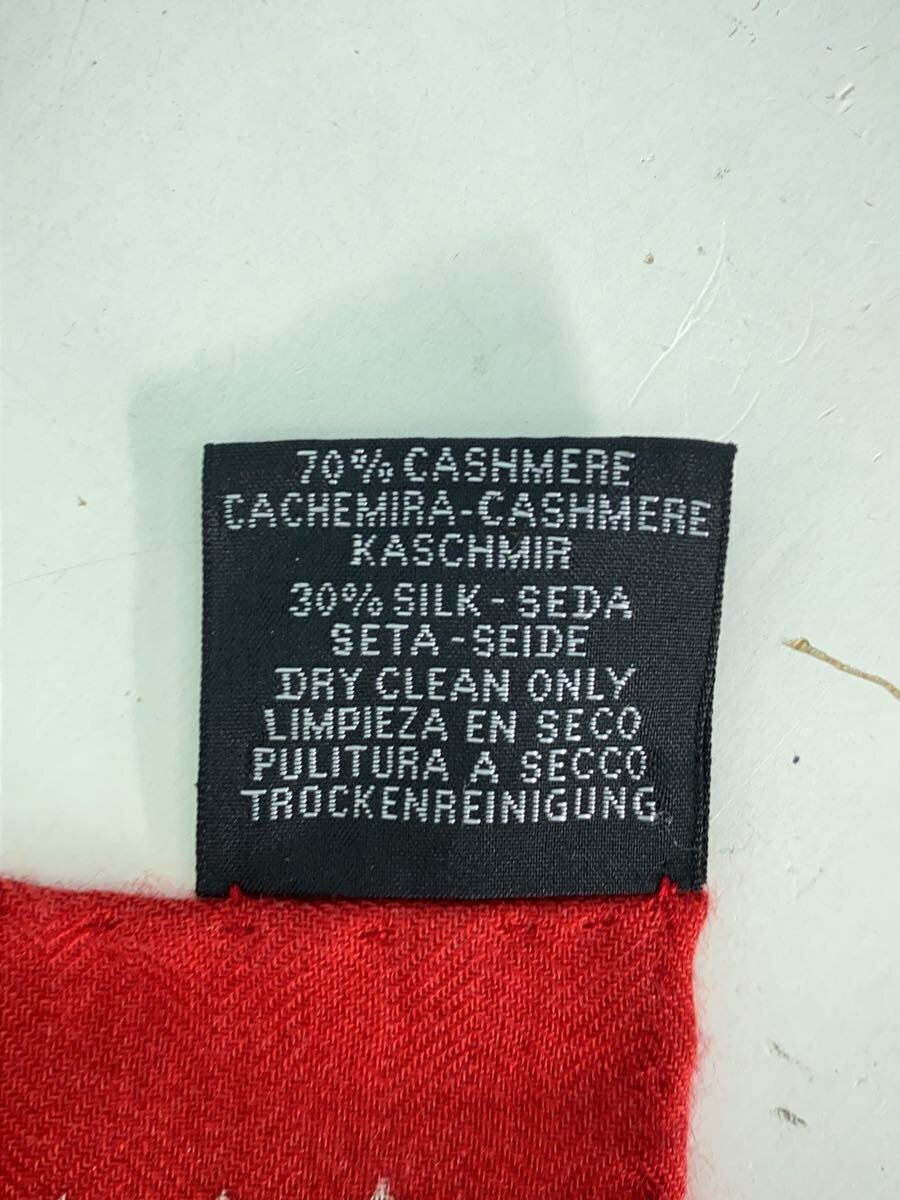 70% CASHMERE
CACHEMIRA-CASHMERE
KASCHMIR
30% SILK-SEDA
SETA-SEIDE
DRY CLEAN ONLY
LIMPIEZA EN SECO
PULITURA A SECCO
TROCKENREINIGUNG